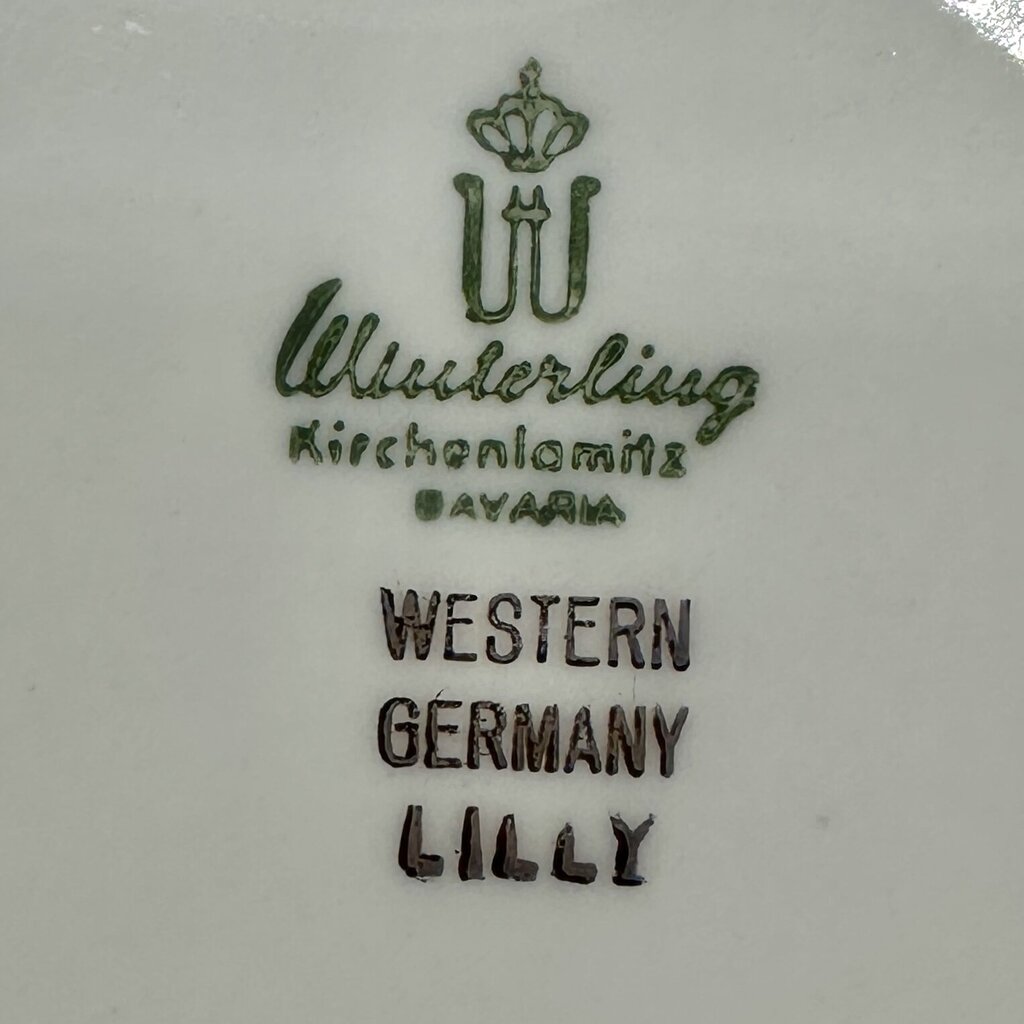 W
Winterling
Kirchenlamitz
BAVARIA
WESTERN
GERMANY
LILLY